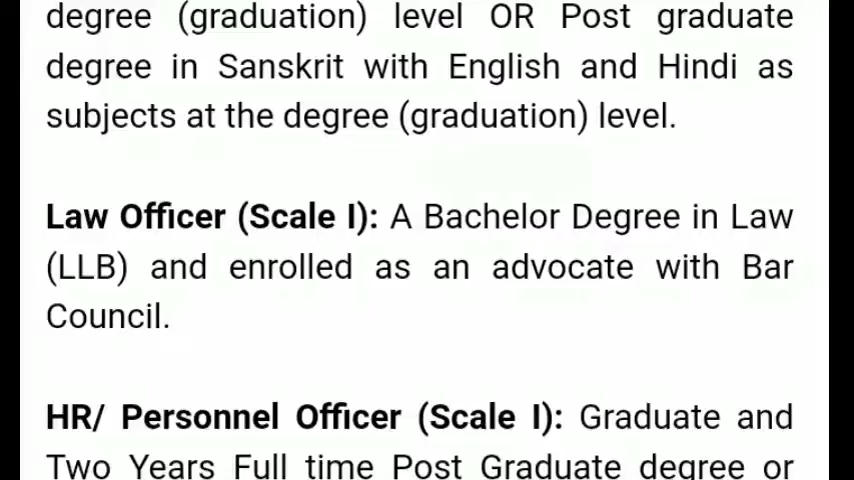 degree (graduation) level OR Post graduate
degree in Sanskrit with English and Hindi as
subjects at the degree (graduation) level.
Law Officer (Scale I): A Bachelor Degree in Law
(LLB) and enrolled as an advocate with Bar
Council.
HR/ Personnel Officer (Scale I): Graduate and
Two Years Full time Post Graduate degree or